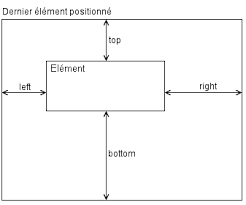 Dernier élément positionné
top
Elément
left
right
bottom